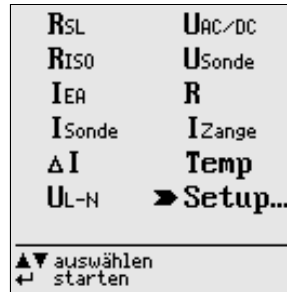 RSL UAC/DC
RISO USonde
IEA R
ISonde IZange
ΔI Temp
UL-N Setup...
auswählen
starten